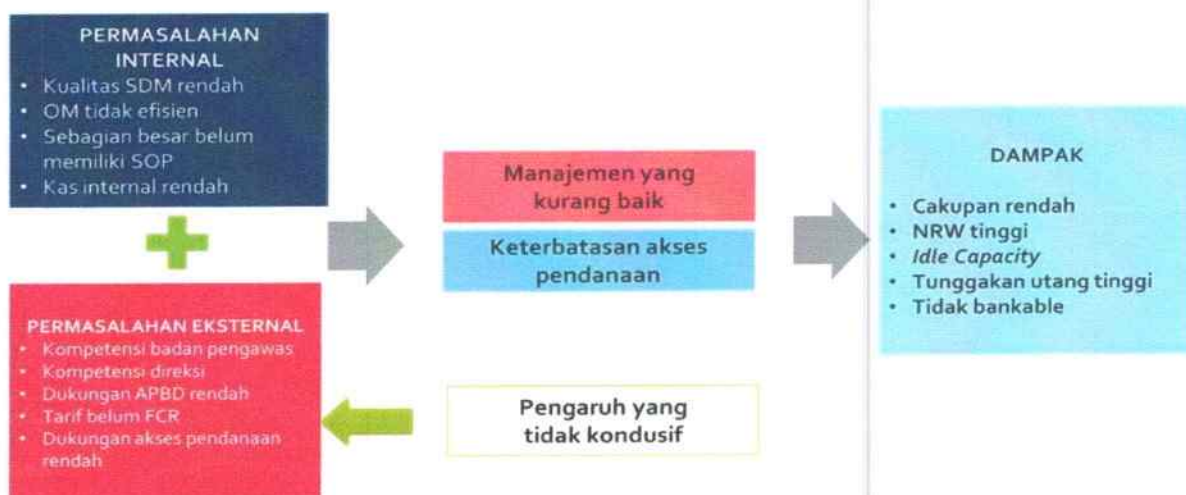 PERMASALAHAN
INTERNAL
• Kualitas SDM rendah
• OM tidak efisien
• Sebagian besar belum
memiliki SOP
• Kas internal rendah
PERMASALAHAN EKSTERNAL
• Kompetensi badan pengawas
• Kompetensi direksi
• Dukungan APBD rendah
• Tarif belum FCR
• Dukungan akses pendanaan
rendah
Manajemen yang
kurang baik
Keterbatasan akses
pendanaan
Pengaruh yang
tidak kondusif
DAMPAK
• Cakupan rendah
• NRW tinggi
• Idle Capacity
• Tunggakan utang tinggi
• Tidak bankable